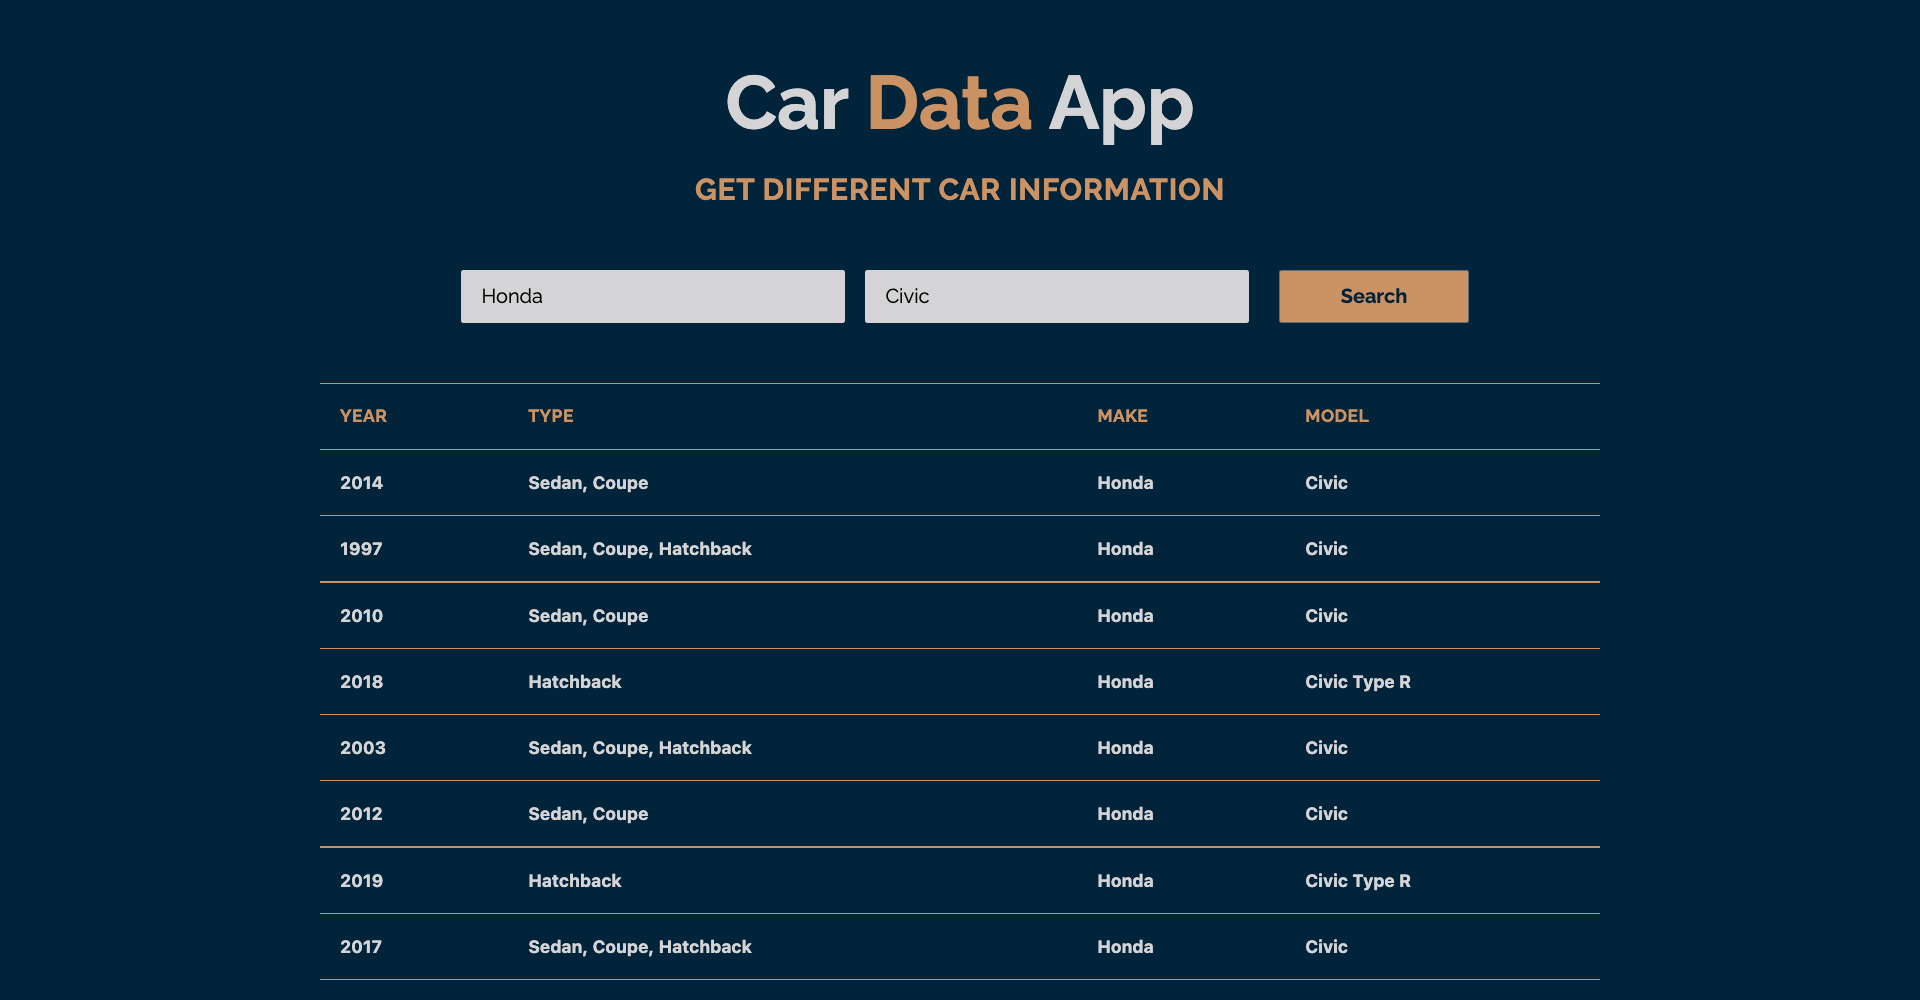 Car Data App
GET DIFFERENT CAR INFORMATION
Honda Civic Search
YEAR TYPE MAKE MODEL
2014 Sedan, Coupe Honda Civic
1997 Sedan, Coupe, Hatchback Honda Civic
2010 Sedan, Coupe Honda Civic
2018 Hatchback Honda Civic Type R
2003 Sedan, Coupe, Hatchback Honda Civic
2012 Sedan, Coupe Honda Civic
2019 Hatchback Honda Civic Type R
2017 Sedan, Coupe, Hatchback Honda Civic